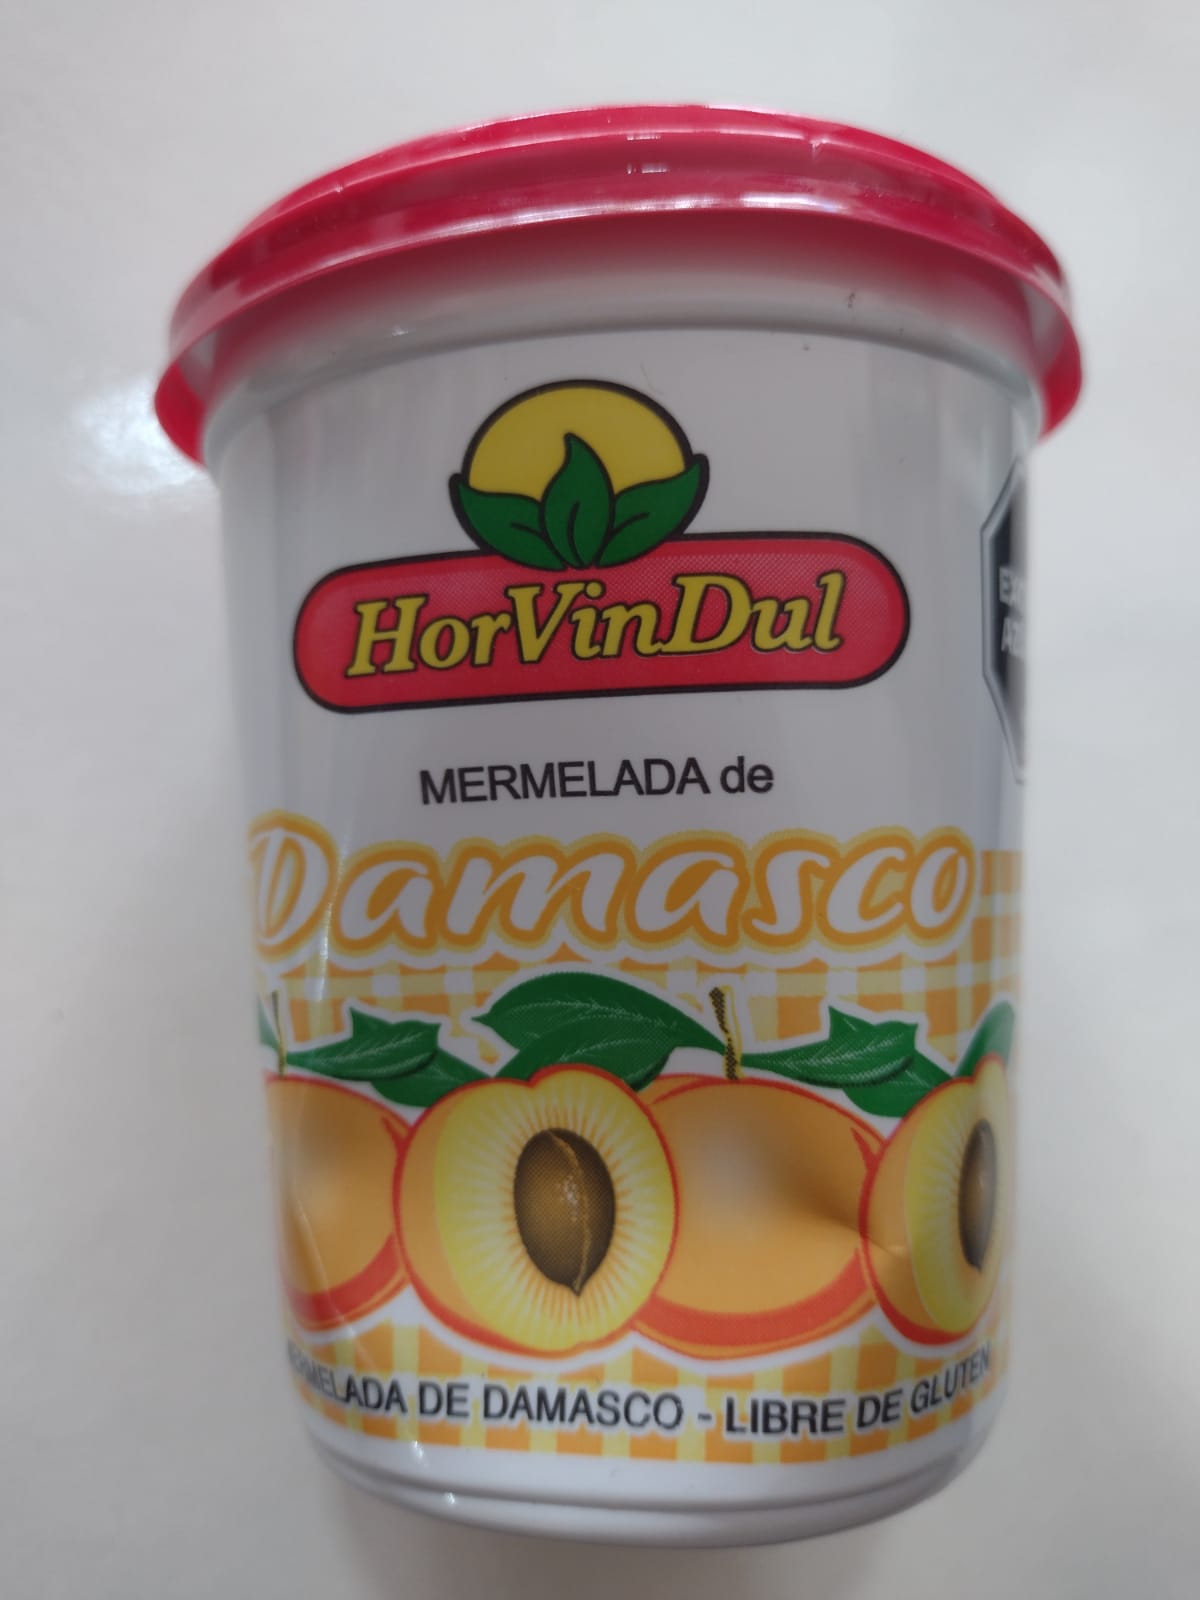 HorVinDul
MERMELADA de
Damasco
MERMELADA DE DAMASCO - LIBRE DE GLUTEN